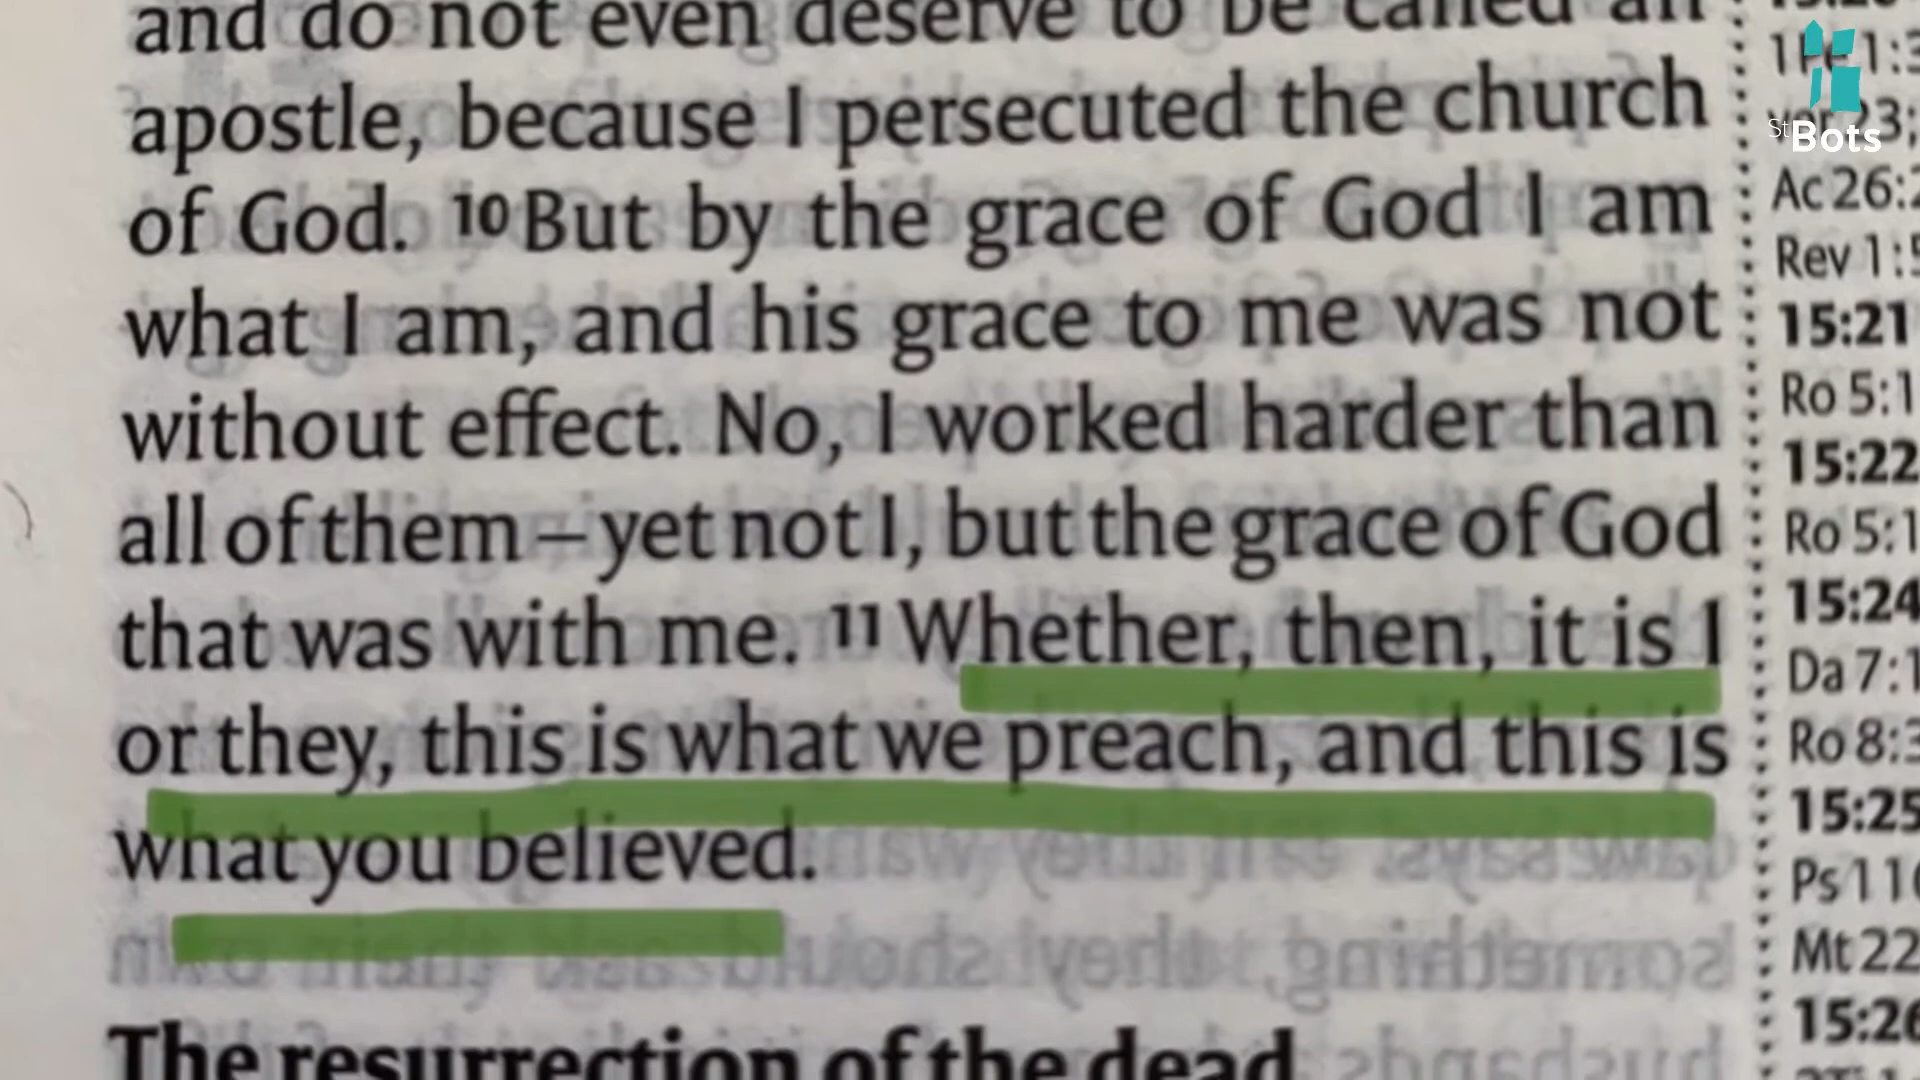 and do not even deserve to be called an
apostle, because I persecuted the church
of God. 10 But by the grace of God I am
what I am, and his grace to me was not
without effect. No, I worked harder than
all of them – yet not I, but the grace of God
that was with me. 11 Whether, then, it is I
or they, this is what we preach, and this is
what you believed.
The resurrection of the dead
Ac 26:2
Rev 1:5
15:21
Ro 5:1
15:22
Ro 5:1
15:24
Da 7:1
Ro 8:3
15:25
Ps 110
Mt 22
15:26
St Bots